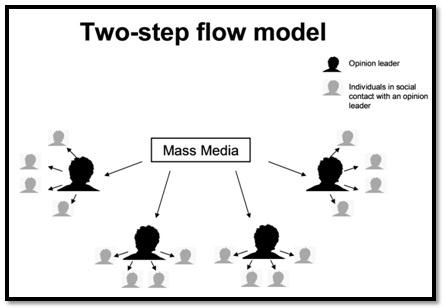 Two-step flow model
Opinion leader
Individuals in social
contact with an opinion
leader
Mass Media